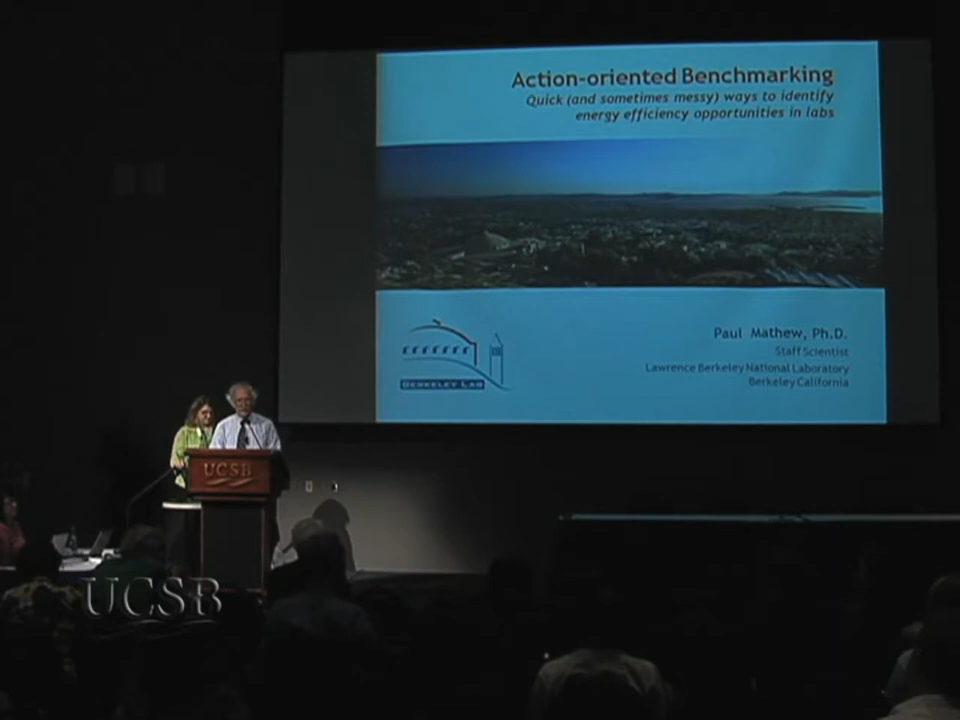 Action-oriented Benchmarking
Quick (and sometimes messy) ways to identify
energy efficiency opportunities in labs
Paul Mathew, Ph.D.
Staff Scientist
Lawrence Berkeley National Laboratory
Berkeley California
BERKELEY LAB
UCSB
UCSB